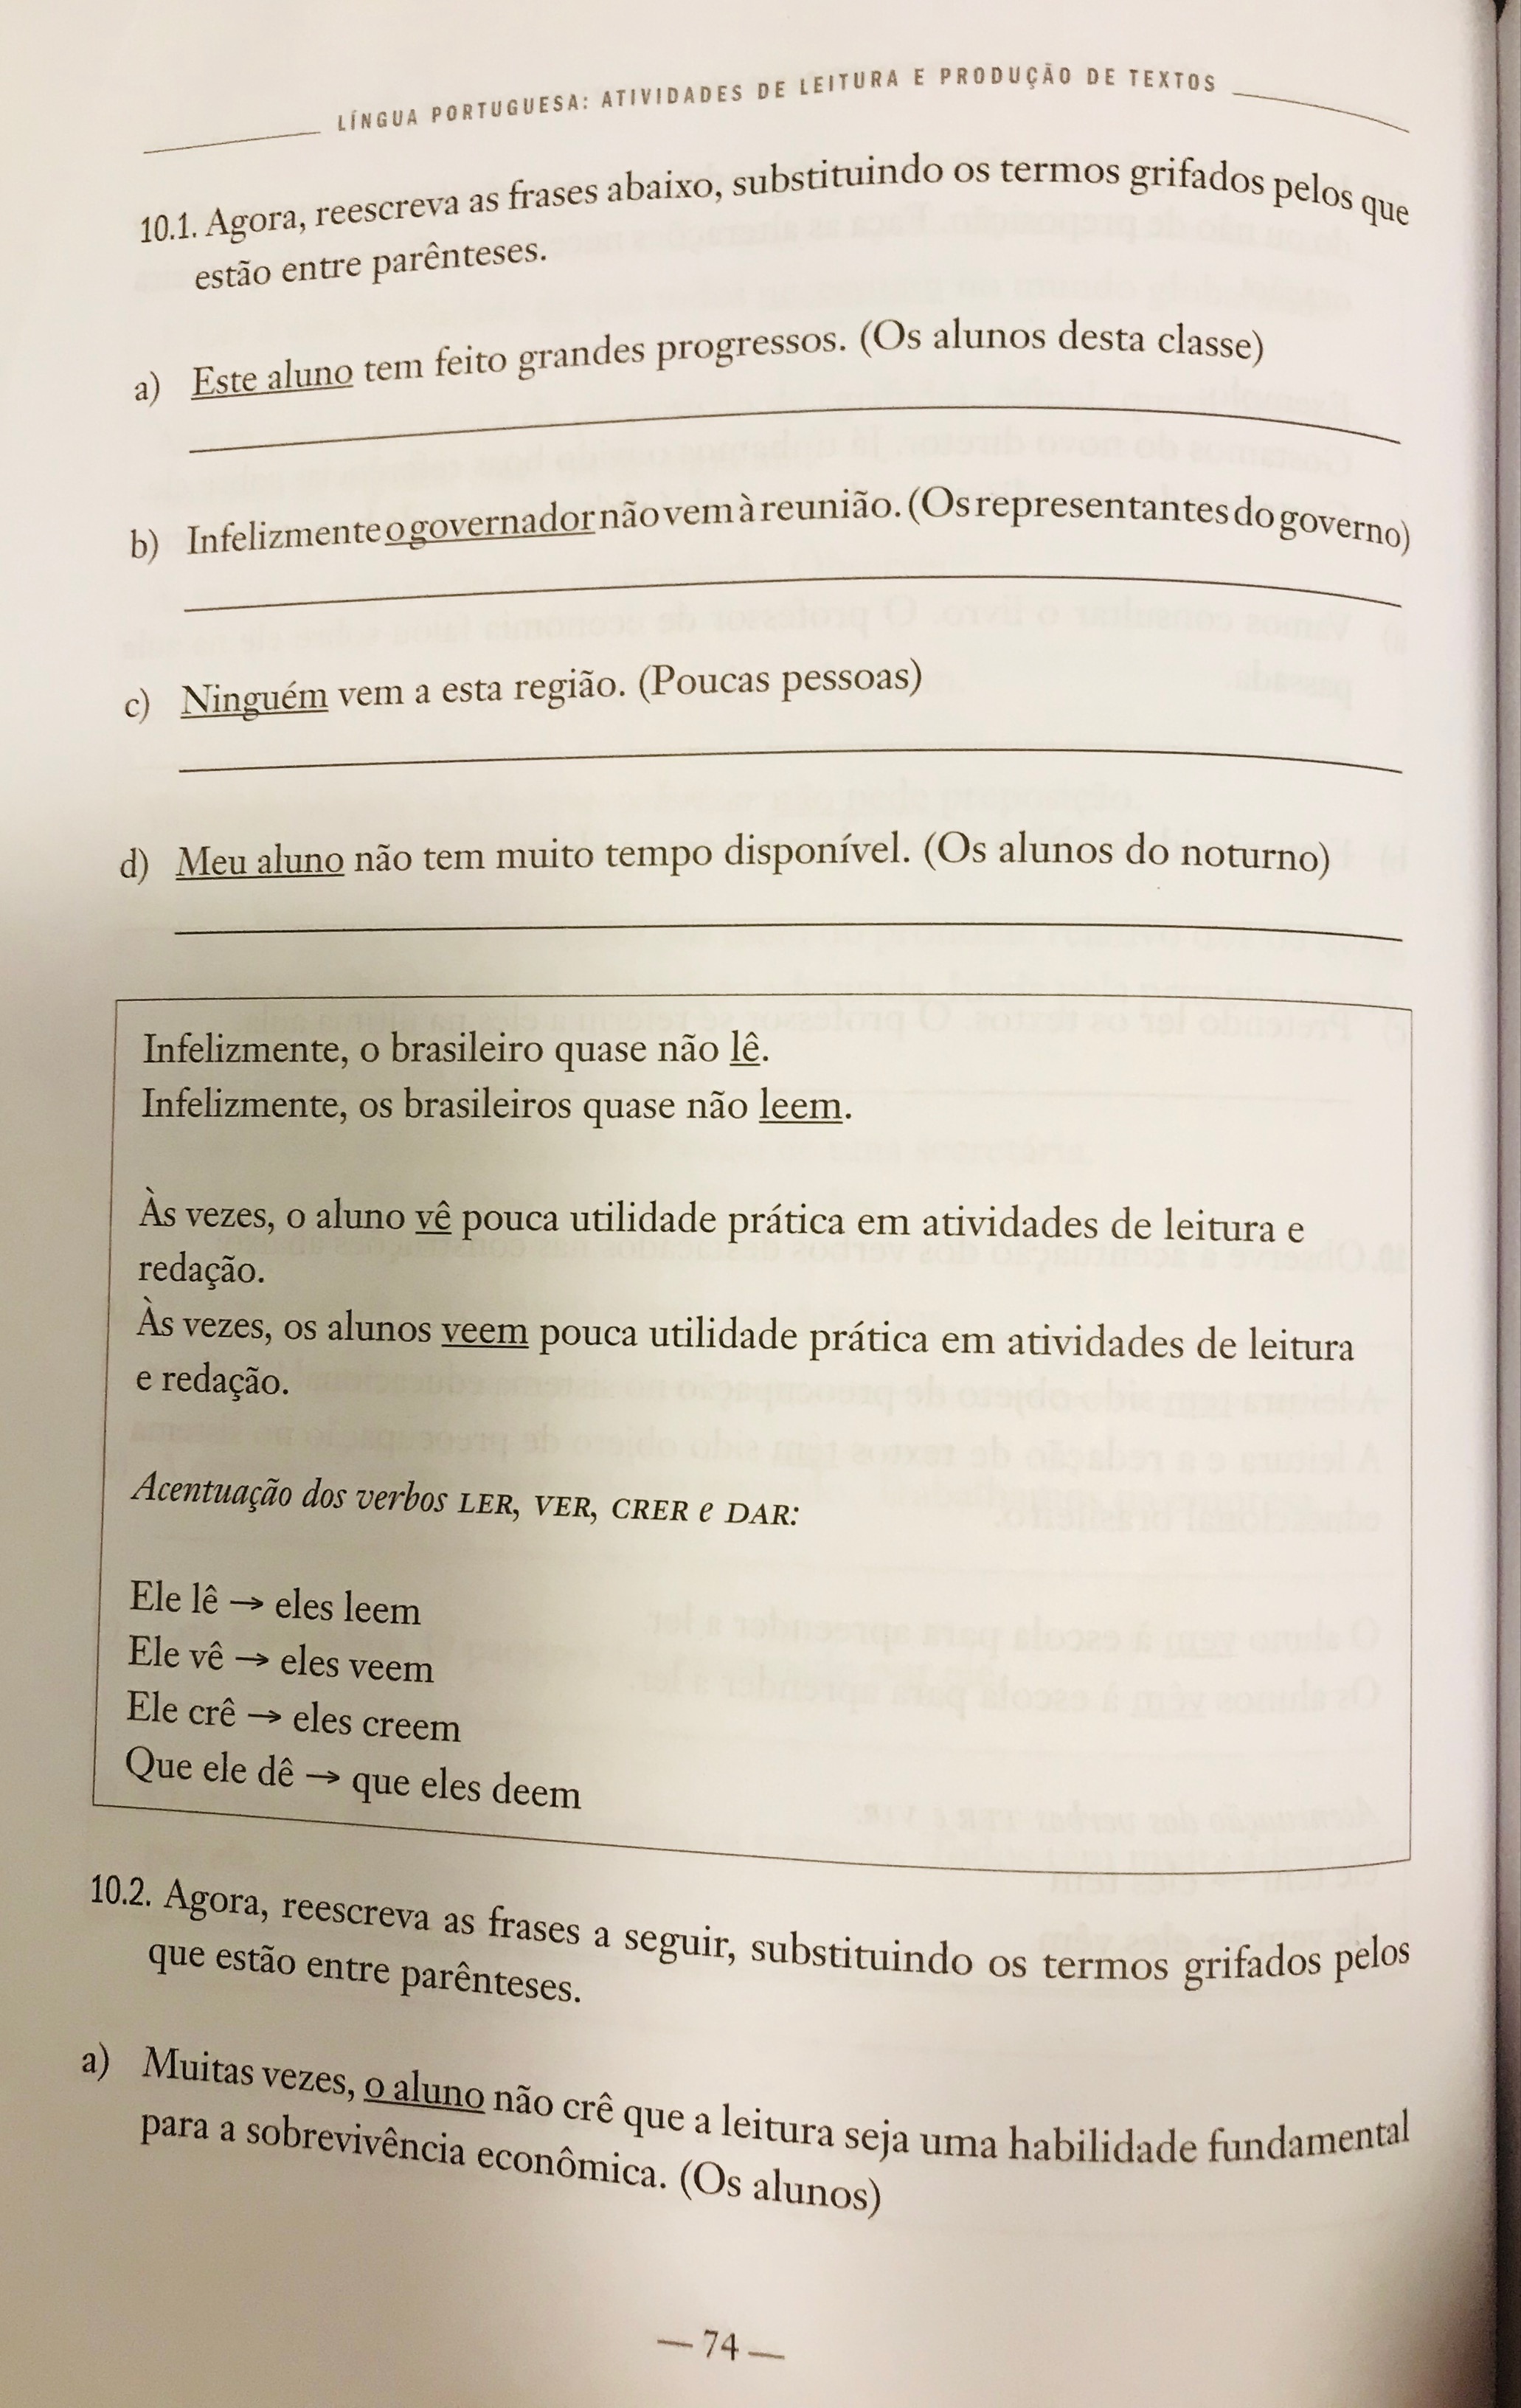 LÍNGUA PORTUGUESA: ATIVIDADES DE LEITURA E PRODUÇÃO DE TEXTOS
10.1. Agora, reescreva as frases abaixo, substituindo os termos grifados pelos que
estão entre parênteses.
a) Este aluno tem feito grandes progressos. (Os alunos desta classe)
b) Infelizmente o governador não vem à reunião. (Os representantes do governo)
c) Ninguém vem a esta região. (Poucas pessoas)
d) Meu aluno não tem muito tempo disponível. (Os alunos do noturno)
Infelizmente, o brasileiro quase não lê.
Infelizmente, os brasileiros quase não leem.
Às vezes, o aluno vê pouca utilidade prática em atividades de leitura e
redação.
Às vezes, os alunos veem pouca utilidade prática em atividades de leitura
e redação.
Acentuação dos verbos LER, VER, CRER e DAR:
Ele lê → eles leem
Ele vê → eles veem
Ele crê → eles creem
Que ele dê → que eles deem
10.2. Agora, reescreva as frases a seguir, substituindo os termos grifados pelos
que estão entre parênteses.
a) Muitas vezes, o aluno não crê que a leitura seja uma habilidade fundamental
para a sobrevivência econômica. (Os alunos)
— 74 —